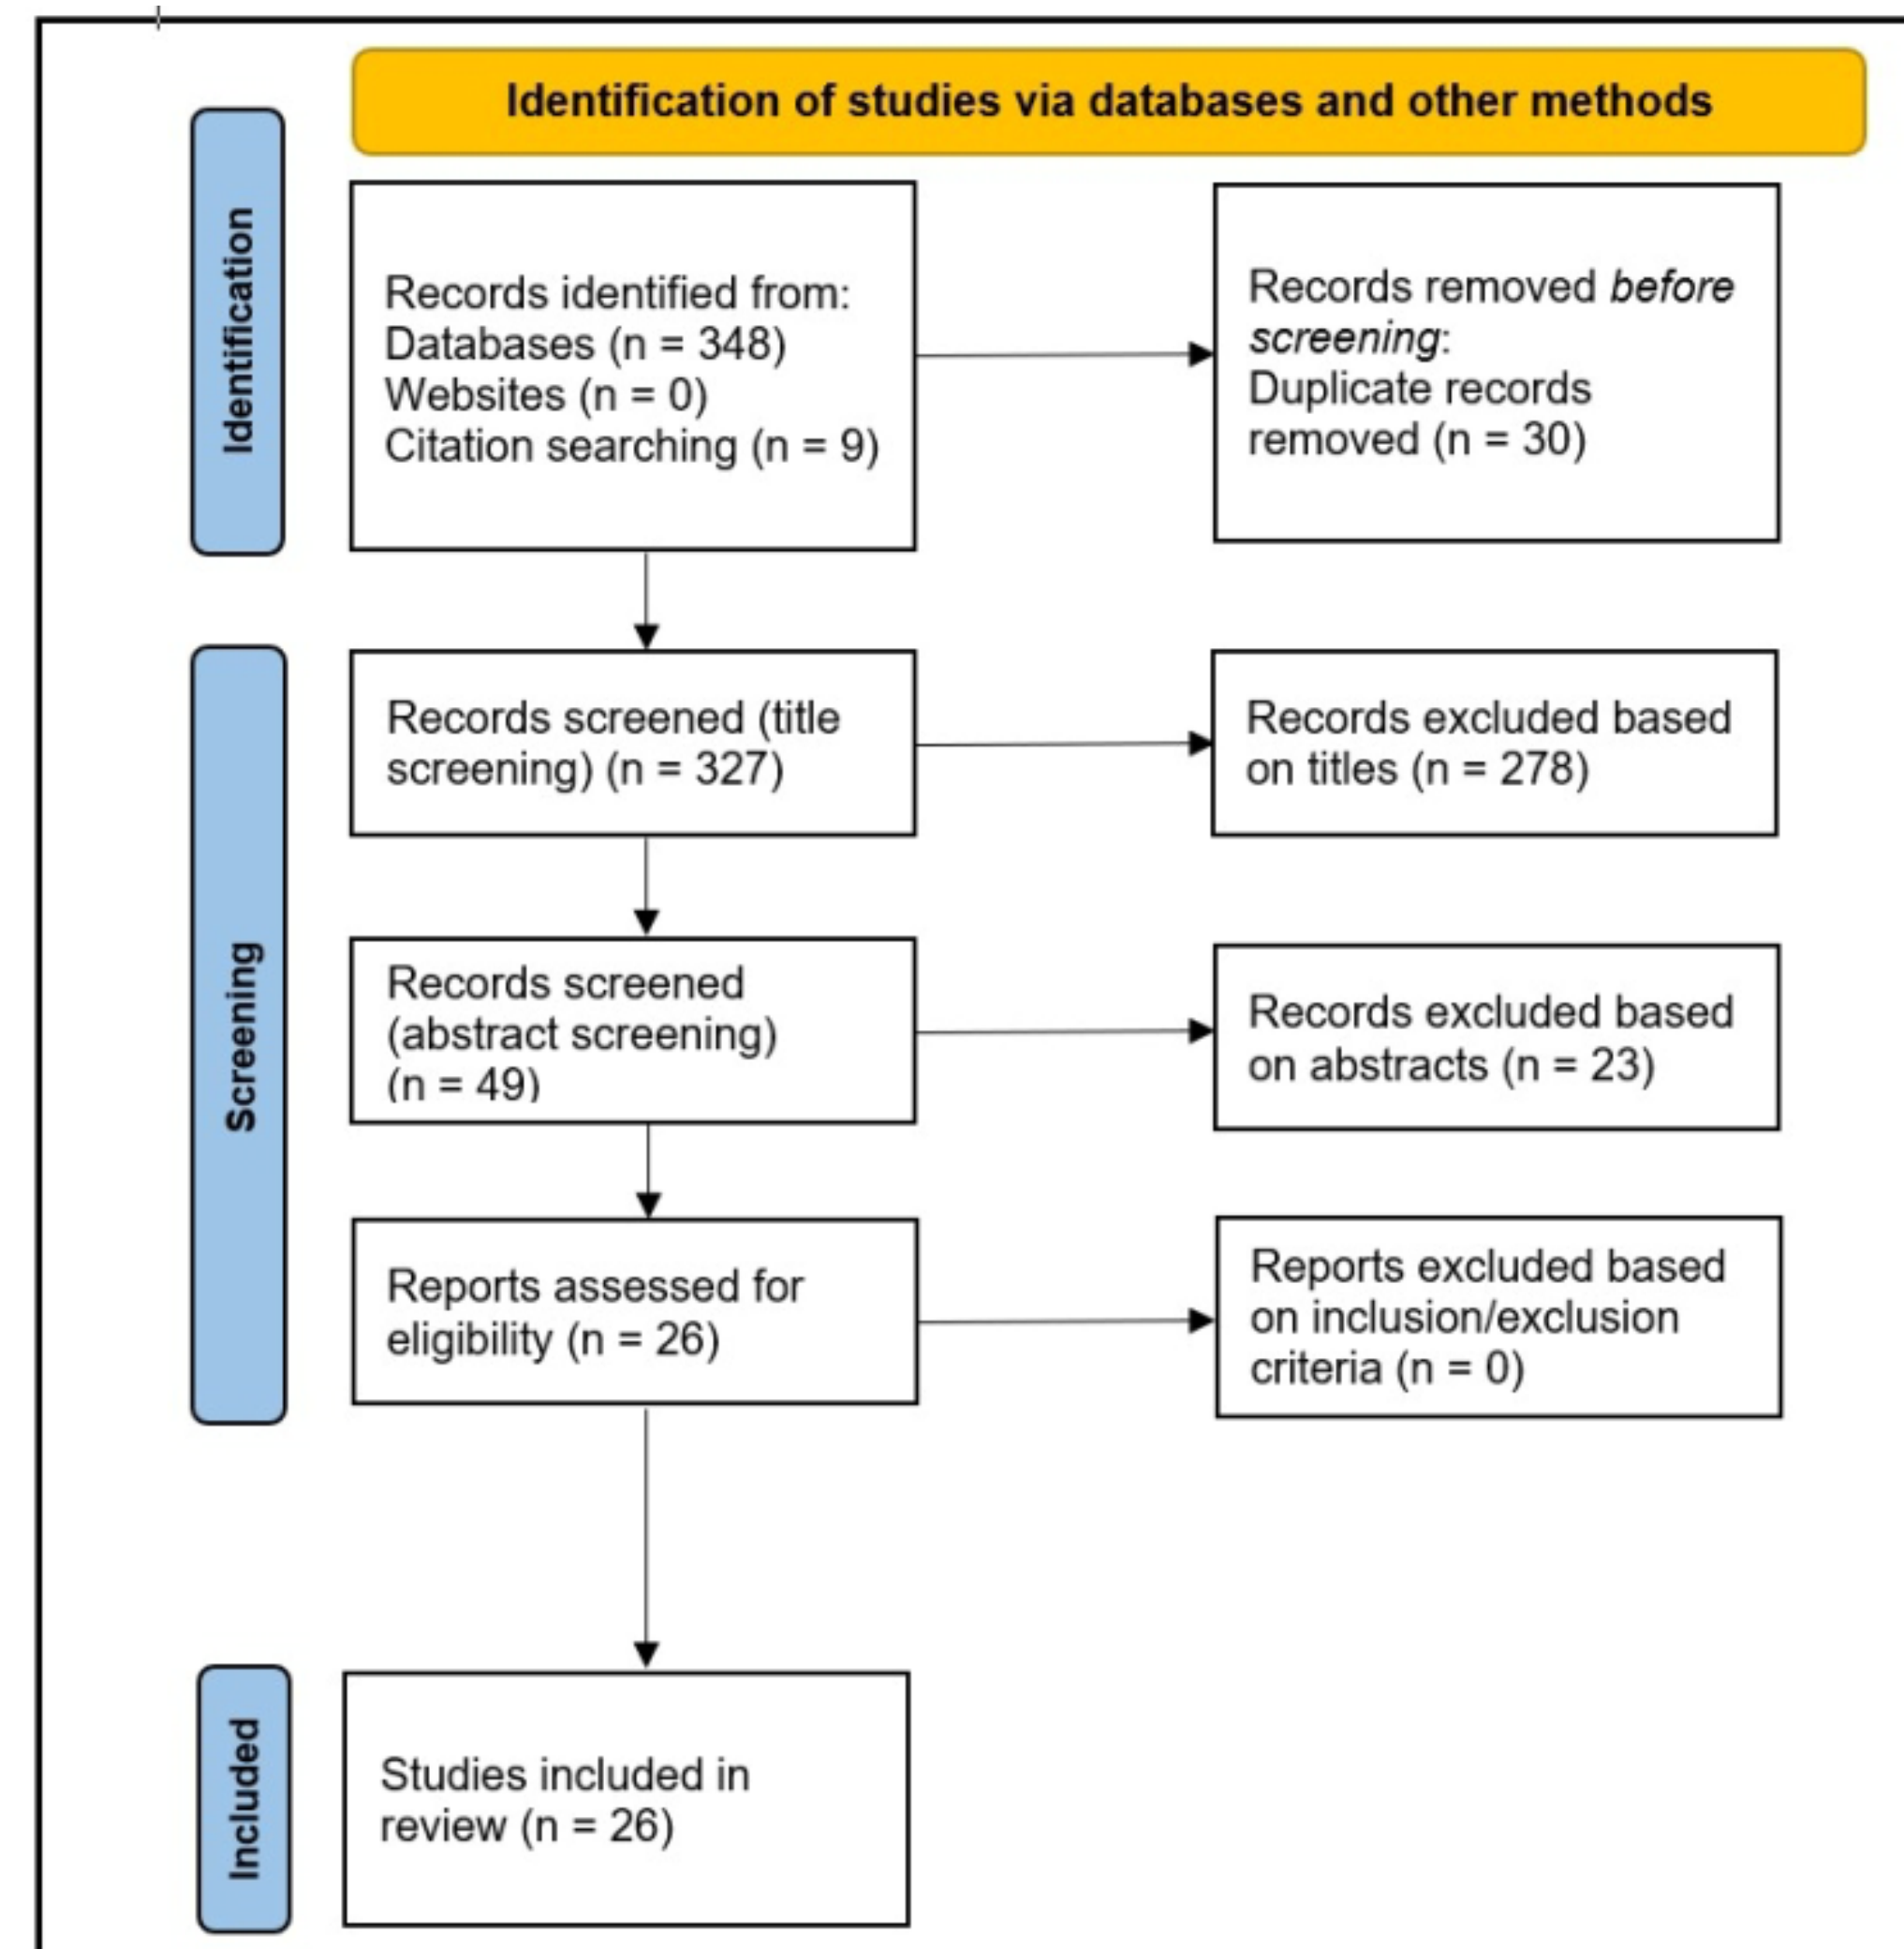 Identification of studies via databases and other methods
Identification
Records identified from:
Databases (n = 348)
Websites (n = 0)
Citation searching (n = 9)
Records removed before
screening:
Duplicate records
removed (n = 30)
Screening
Records screened (title
screening) (n = 327)
Records excluded based
on titles (n = 278)
Records screened
(abstract screening)
(n = 49)
Records excluded based
on abstracts (n = 23)
Reports assessed for
eligibility (n = 26)
Reports excluded based
on inclusion/exclusion
criteria (n = 0)
Included
Studies included in
review (n = 26)